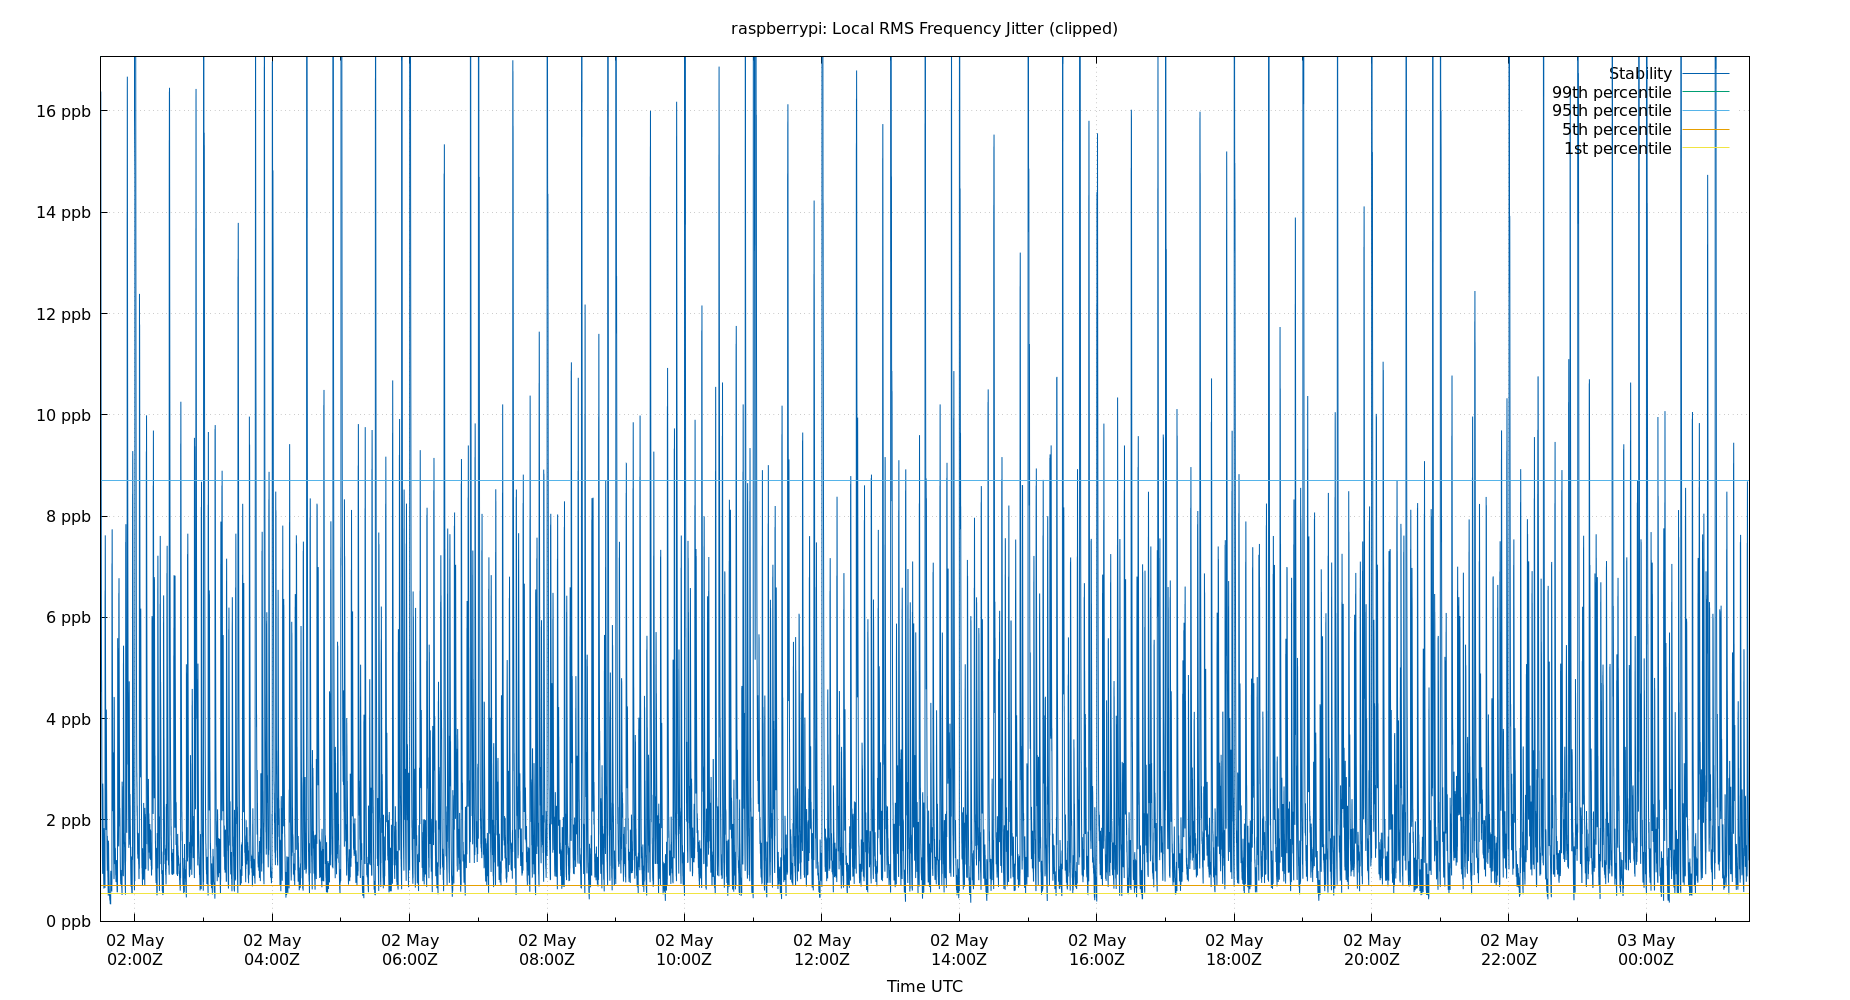 raspberrypi: Local RMS Frequency Jitter (clipped)
Stability
99th percentile
95th percentile
5th percentile
1st percentile
16 ppb
14 ppb
12 ppb
10 ppb
8 ppb
6 ppb
4 ppb
2 ppb
0 ppb
02 May 02 May 02 May 02 May 02 May 02 May 02 May 02 May 02 May 02 May 02 May 03 May
02:00Z 04:00Z 06:00Z 08:00Z 10:00Z 12:00Z 14:00Z 16:00Z 18:00Z 20:00Z 22:00Z 00:00Z
Time UTC